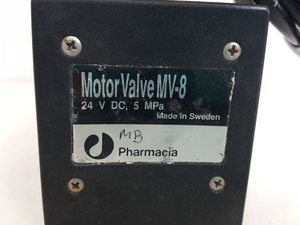 Motor Valve MV-8
24 V DC, 5 MPa
Made in Sweden
MB
Pharmacia